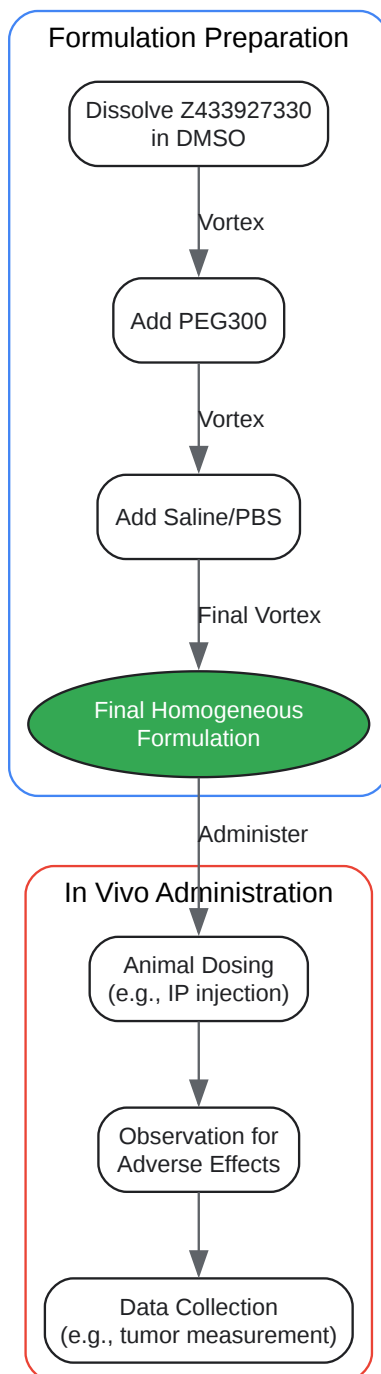 Formulation Preparation
Dissolve Z433927330
in DMSO
Vortex
Add PEG300
Vortex
Add Saline/PBS
Final Vortex
Final Homogeneous
Formulation
Administer
In Vivo Administration
Animal Dosing
(e.g., IP injection)
Observation for
Adverse Effects
Data Collection
(e.g., tumor measurement)